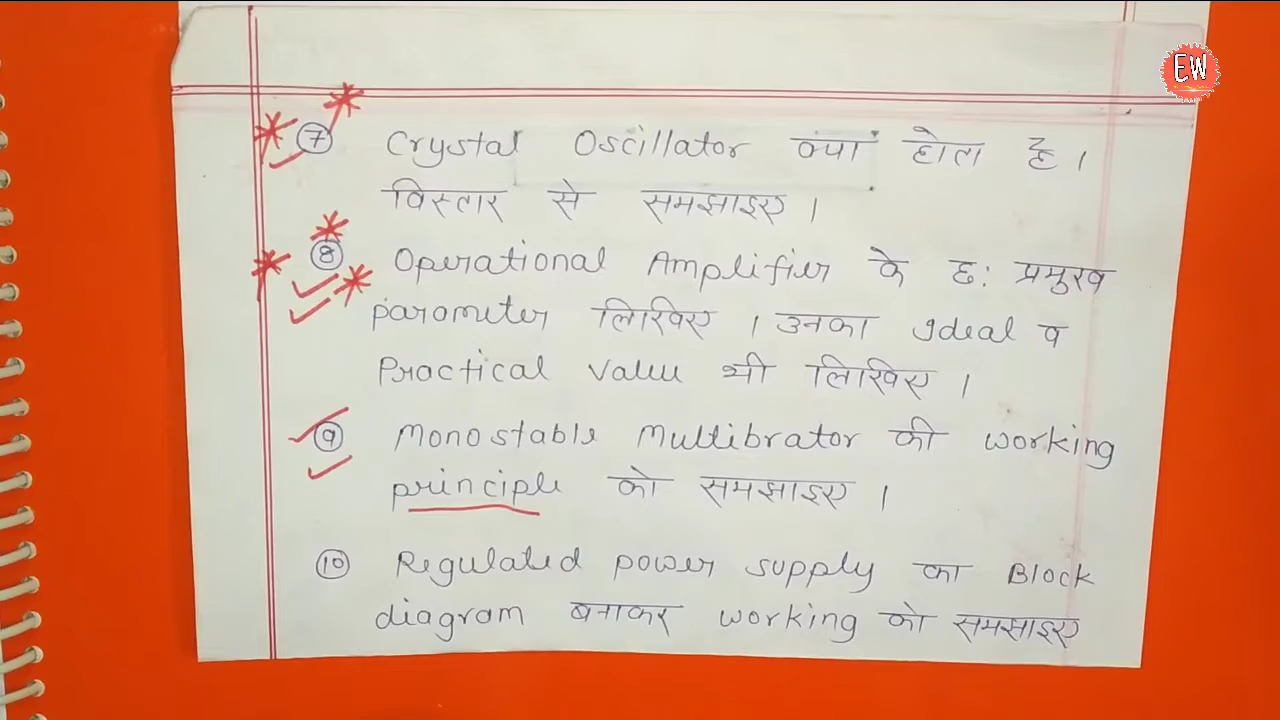 EW
⑦ Crystal Oscillator क्या होता है।
विस्तार से समझाइए।
⑧ Operational Amplifier के छ: प्रमुख
parameter लिखिए। उनका Ideal व
Practical Value भी लिखिए।
⑨ Monostable Multibrator की working
principle को समझाइए।
⑩ Regulated power supply का Block
diagram बनाकर working को समझाइए